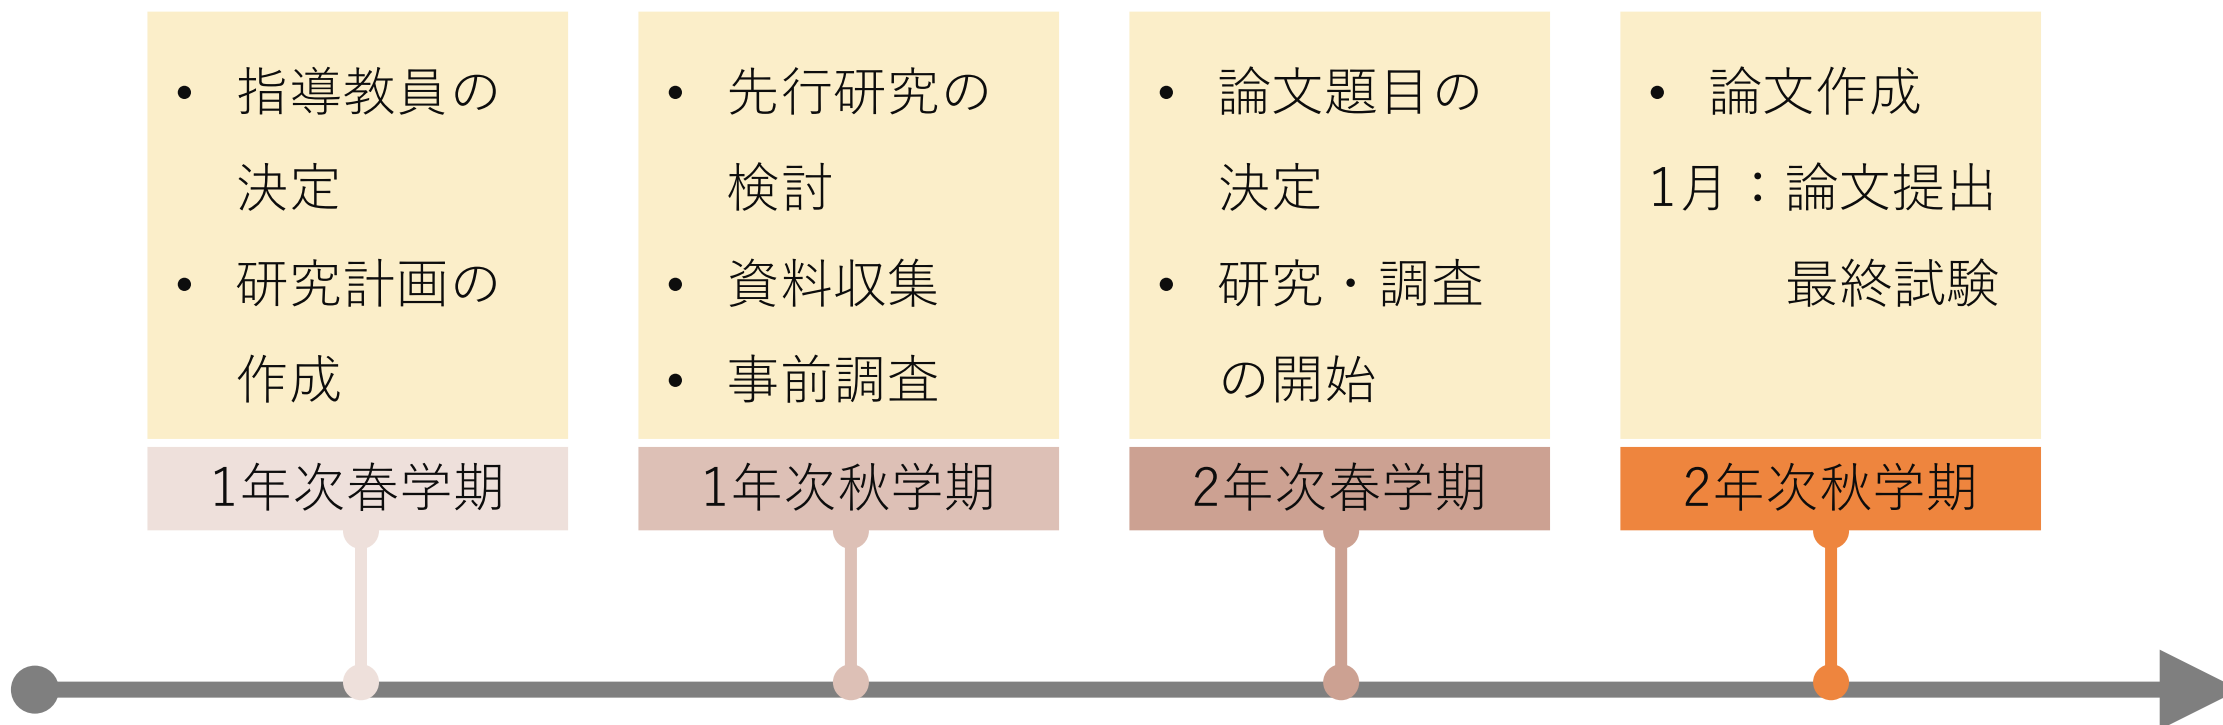 • 指導教員の
決定
• 研究計画の
作成
1年次春学期
• 先行研究の
検討
• 資料収集
• 事前調査
1年次秋学期
• 論文題目の
決定
• 研究・調査
の開始
2年次春学期
• 論文作成
1月：論文提出
最終試験
2年次秋学期